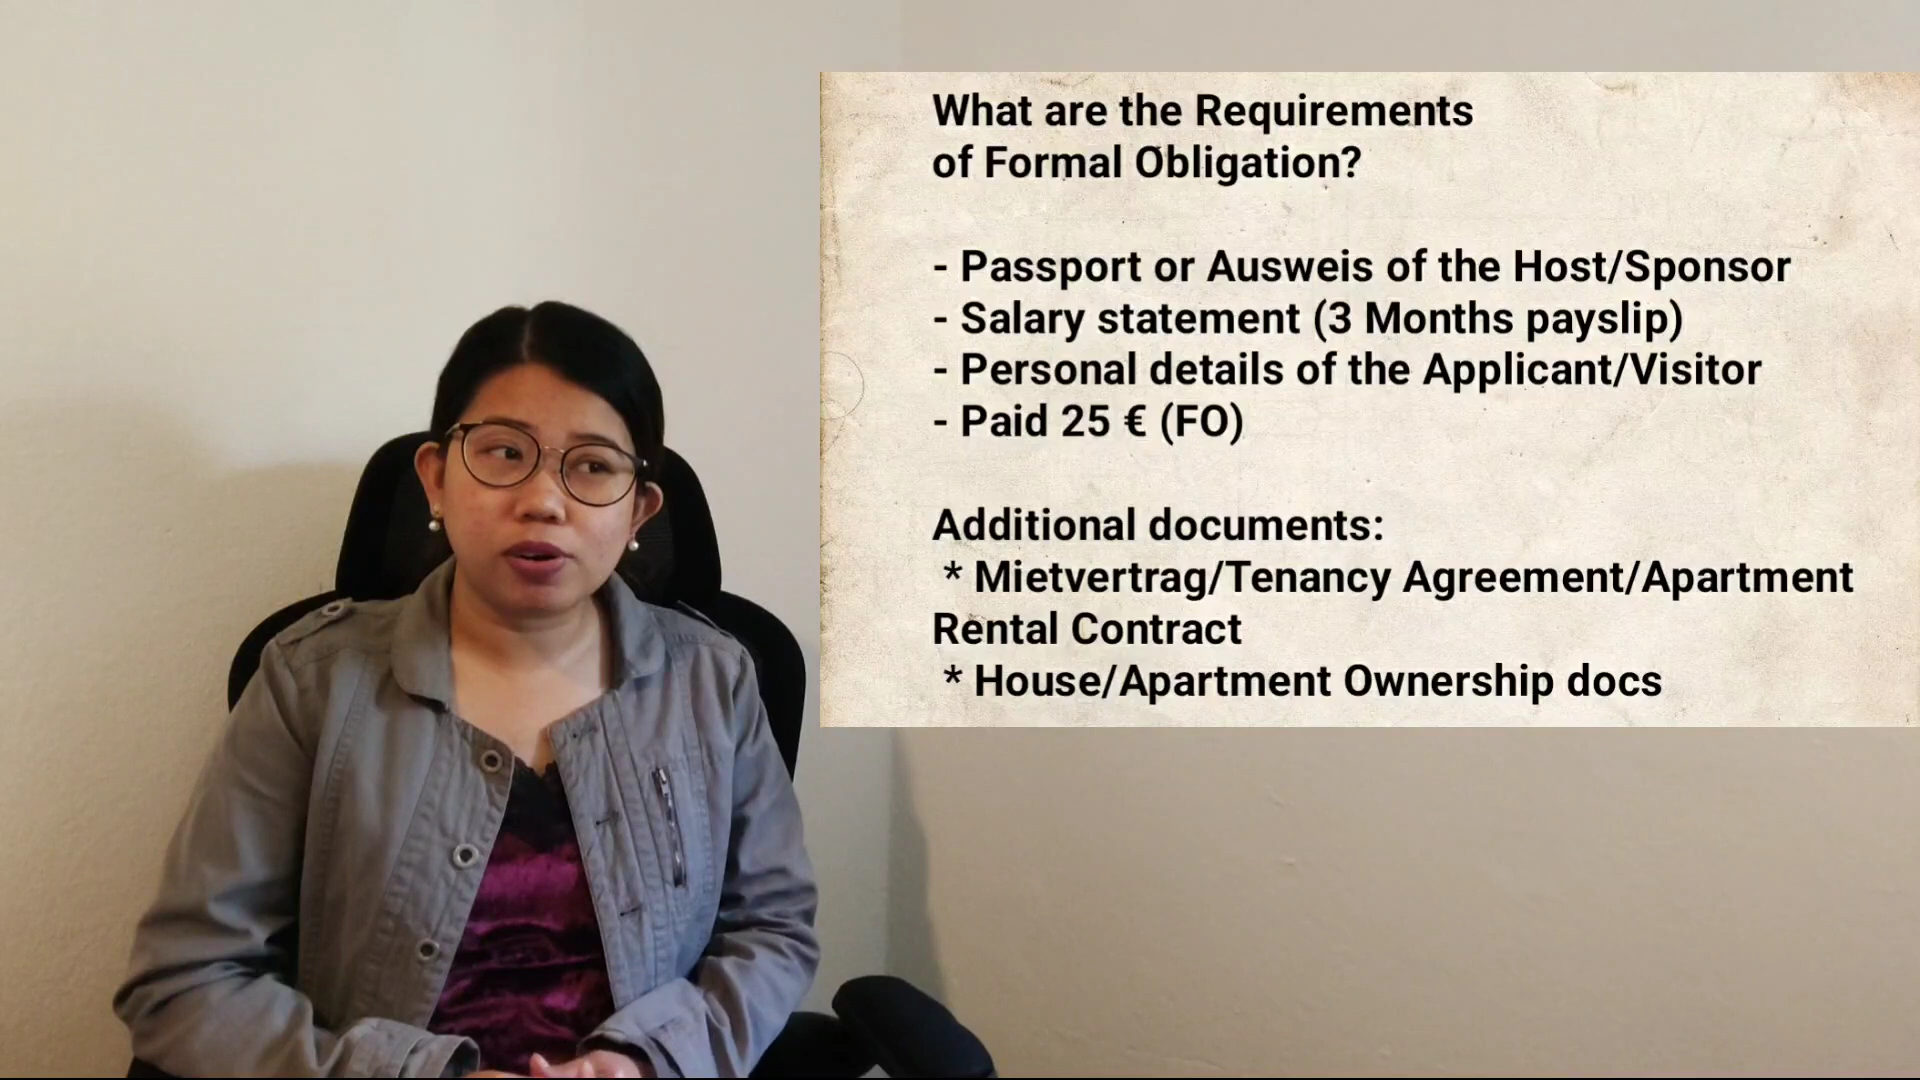 What are the Requirements
of Formal Obligation?
- Passport or Ausweis of the Host/Sponsor
- Salary statement (3 Months payslip)
- Personal details of the Applicant/Visitor
- Paid 25 € (FO)
Additional documents:
* Mietvertrag/Tenancy Agreement/Apartment
Rental Contract
* House/Apartment Ownership docs